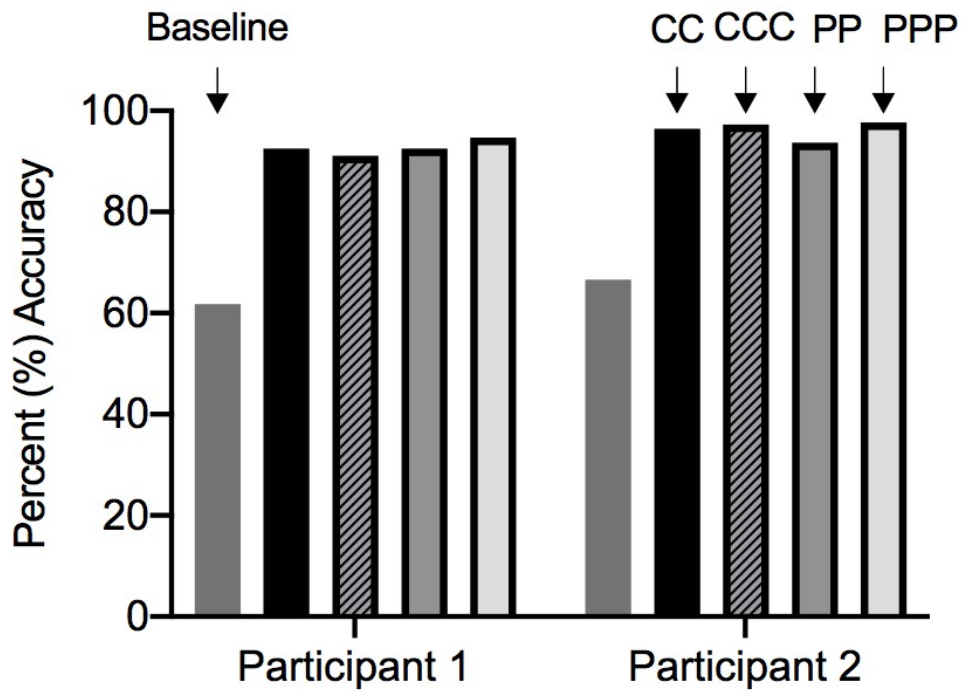 Baseline
CC CCC PP PPP
Percent (%) Accuracy
100
80
60
40
20
0
Participant 1
Participant 2